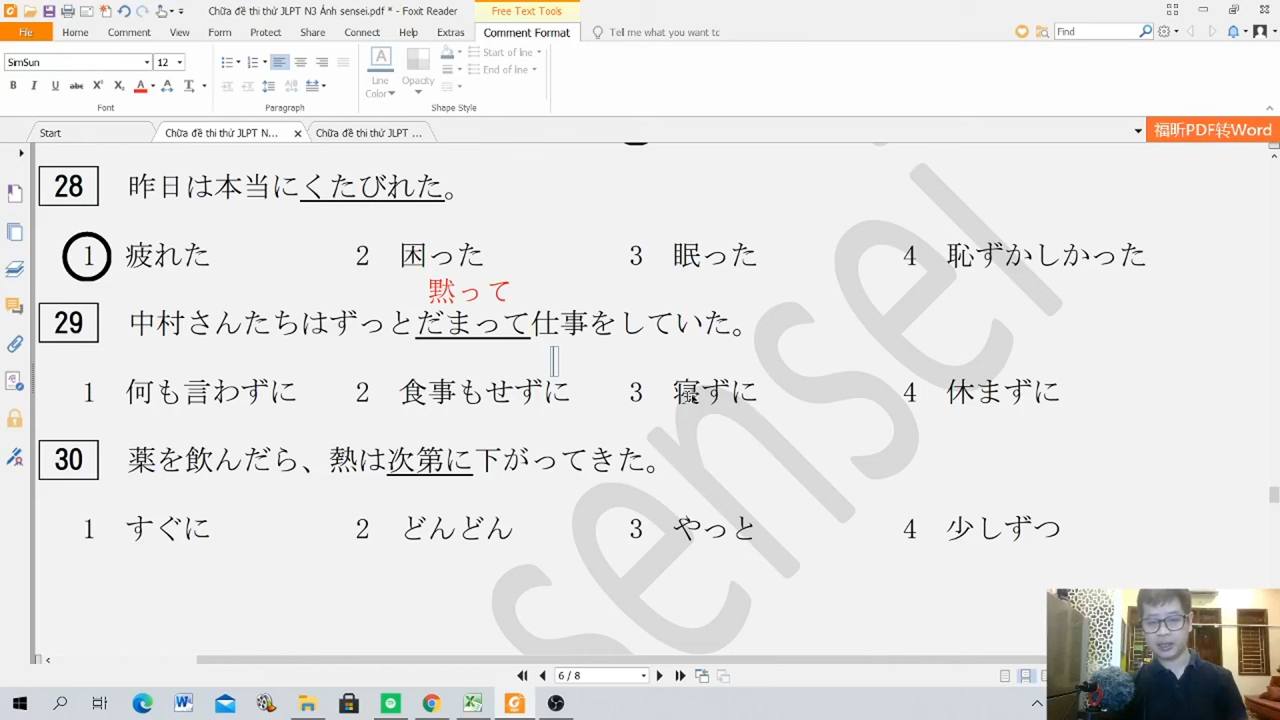 Chữa đề thi thử JLPT N3 Ánh sensei.pdf * - Foxit Reader
Free Text Tools
File Home Comment View Form Protect Share Connect Help Extras Comment Format Tell me what you want tc Find
SimSun 12
Start of line
End of line
Line Color Opacity
Font Paragraph Shape Style
Start Chữa đề thi thử JLPT N... Chữa đề thi thử JLPT ... 福昕PDF转Word
28 昨日は本当にくたびれた。
1 疲れた 2 困った 3 眠った 4 恥ずかしかった
黙って
29 中村さんたちはずっとだまって仕事をしていた。
1 何も言わずに 2 食事もせずに 3 寝ずに 4 休まずに
30 薬を飲んだら、熱は次第に下がってきた。
1 すぐに 2 どんどん 3 やっと 4 少しずつ
sensei
sensei
6 / 8